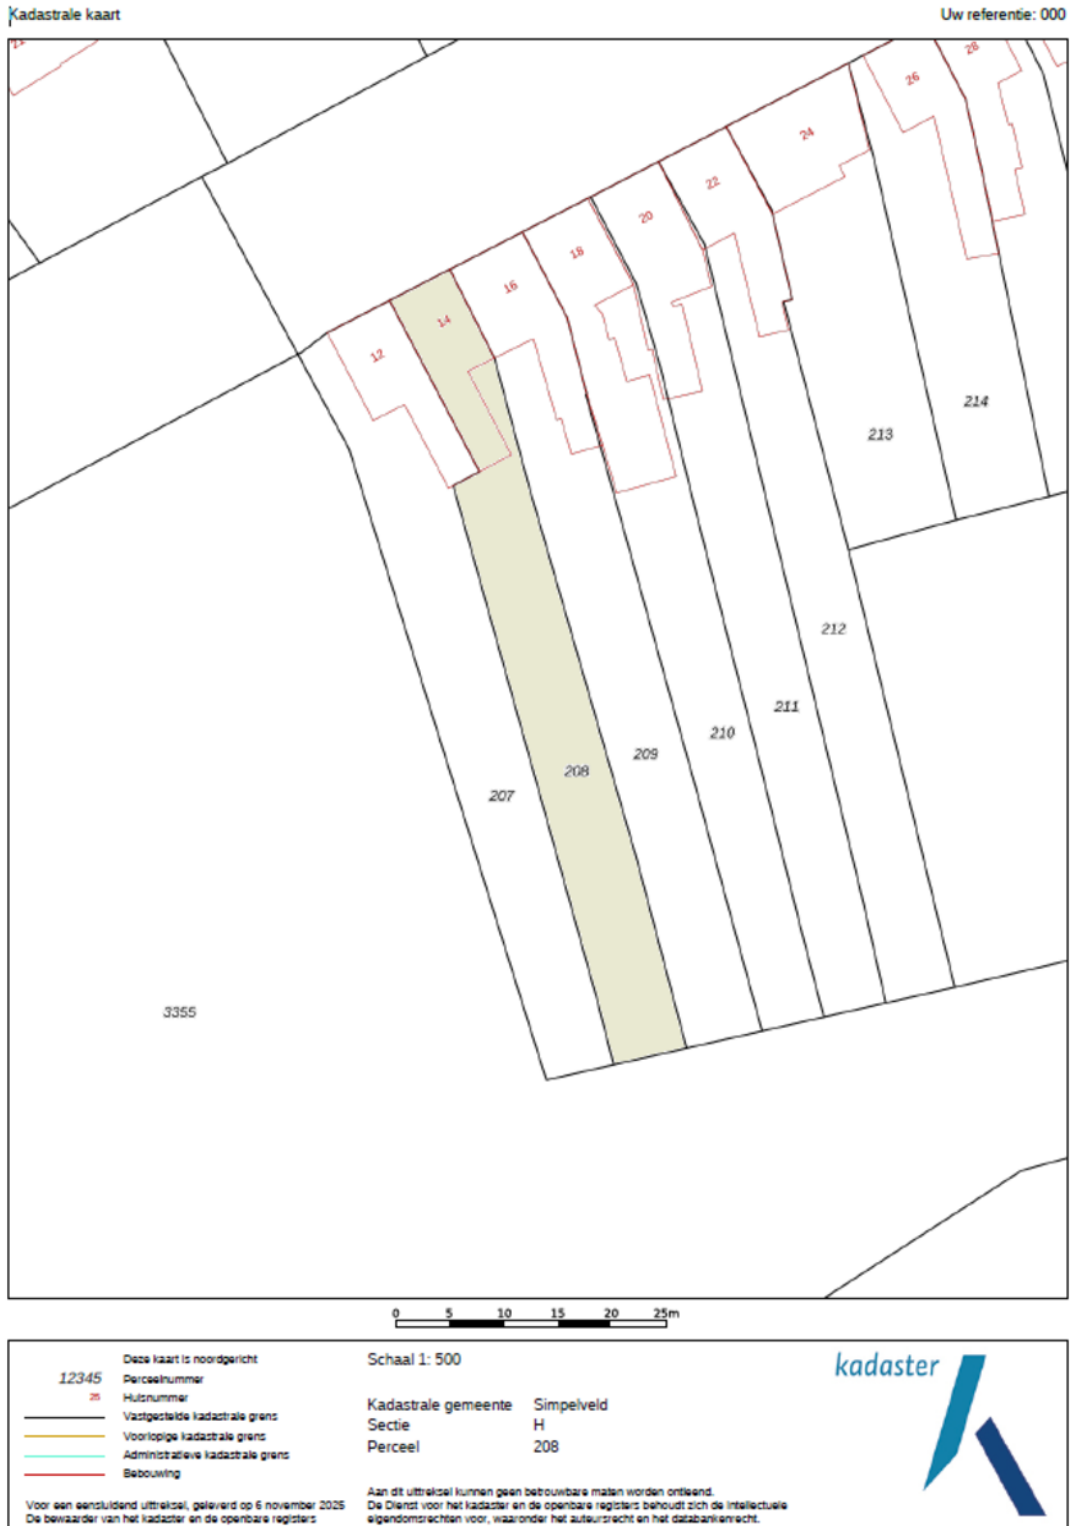 Kadastrale kaart
Uw referentie: 000
21
28
26
24
22
20
18
16
14
12
214
213
212
211
210
209
208
207
3355
0 5 10 15 20 25m
Deze kaart is noordgericht
12345 Perceelnummer
25 Huisnummer
Vastgestelde kadastrale grens
Voorlopige kadastrale grens
Administratieve kadastrale grens
Bebouwing
Voor een eensluidend uittreksel, geleverd op 6 november 2025
De bewaarder van het kadaster en de openbare registers
Schaal 1: 500
Kadastrale gemeente Simpelveld
Sectie H
Perceel 208
Aan dit uittreksel kunnen geen betrouwbare maten worden ontleend.
De Dienst voor het kadaster en de openbare registers behoudt zich de intellectuele
eigendomsrechten voor, waaronder het auteursrecht en het databankenrecht.
kadaster